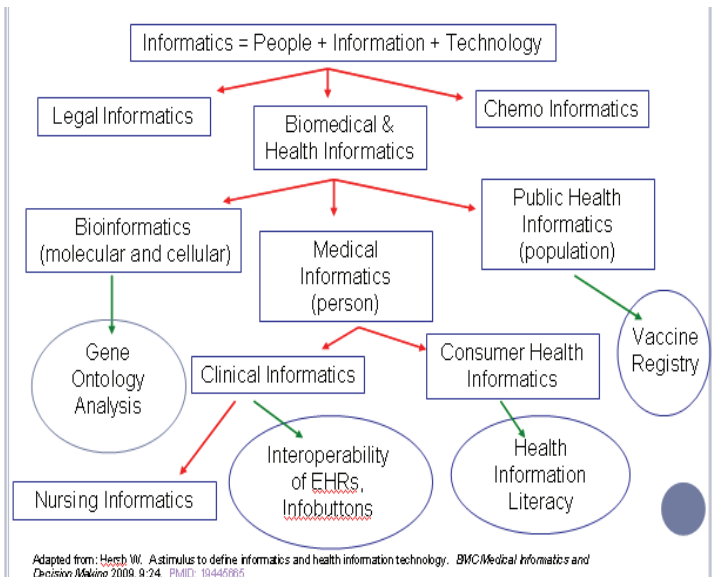 Informatics = People + Information + Technology
Legal Informatics
Biomedical &
Health Informatics
Chemo Informatics
Bioinformatics
(molecular and cellular)
Medical
Informatics
(person)
Public Health
Informatics
(population)
Gene
Ontology
Analysis
Clinical Informatics
Consumer Health
Informatics
Vaccine
Registry
Nursing Informatics
Interoperability
of EHRs,
Infobuttons
Health
Information
Literacy
Adapted from: Hersh W. A stimulus to define informatics and health information technology. BMC Medical Informatics and
Decision Making 2009, 9:24. PMID: 19445665